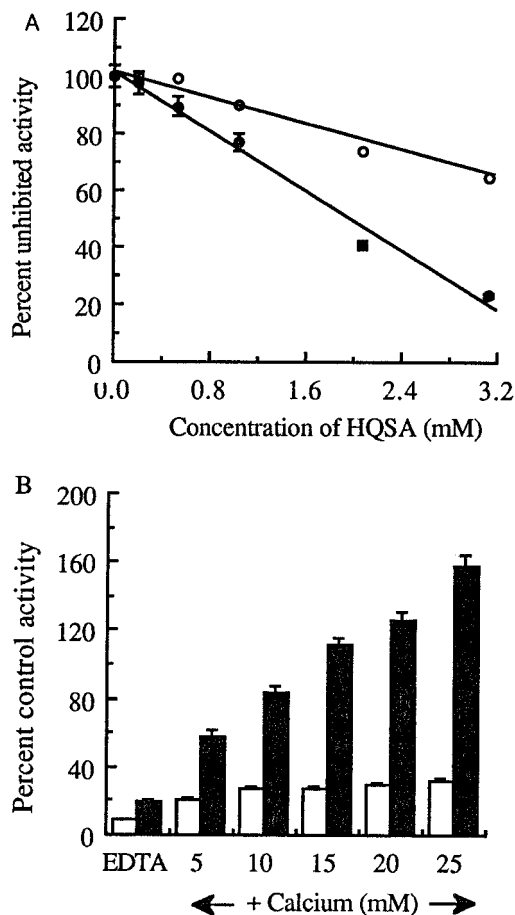 A
120
100
80
60
40
20
0
0.0 0.8 1.6 2.4 3.2
Percent unhibited activity
Concentration of HQSA (mM)
B
200
160
120
80
40
0
Percent control activity
EDTA 5 10 15 20 25
+ Calcium (mM)